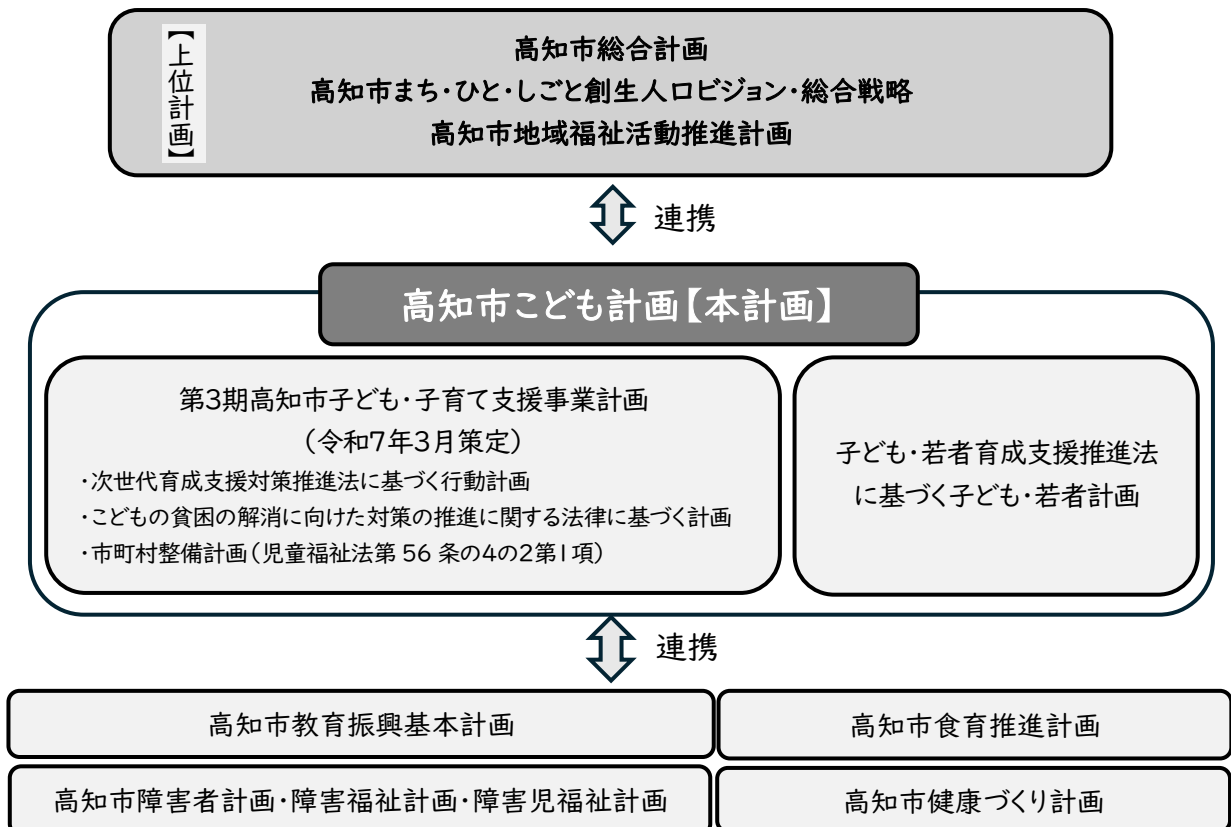 【上位計画】
高知市総合計画
高知市まち・ひと・しごと創生人口ビジョン・総合戦略
高知市地域福祉活動推進計画
連携
高知市こども計画【本計画】
第3期高知市子ども・子育て支援事業計画
(令和7年3月策定)
・次世代育成支援対策推進法に基づく行動計画
・こどもの貧困の解消に向けた対策の推進に関する法律に基づく計画
・市町村整備計画(児童福祉法第 56 条の4の2第1項)
子ども・若者育成支援推進法
に基づく子ども・若者計画
連携
高知市教育振興基本計画
高知市食育推進計画
高知市障害者計画・障害福祉計画・障害児福祉計画
高知市健康づくり計画